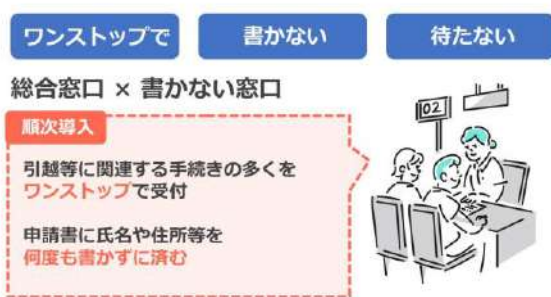 ワンストップで
書かない
待たない
総合窓口 × 書かない窓口
順次導入
引越等に関連する手続きの多くを
ワンストップで受付
申請書に氏名や住所等を
何度も書かずに済む
02